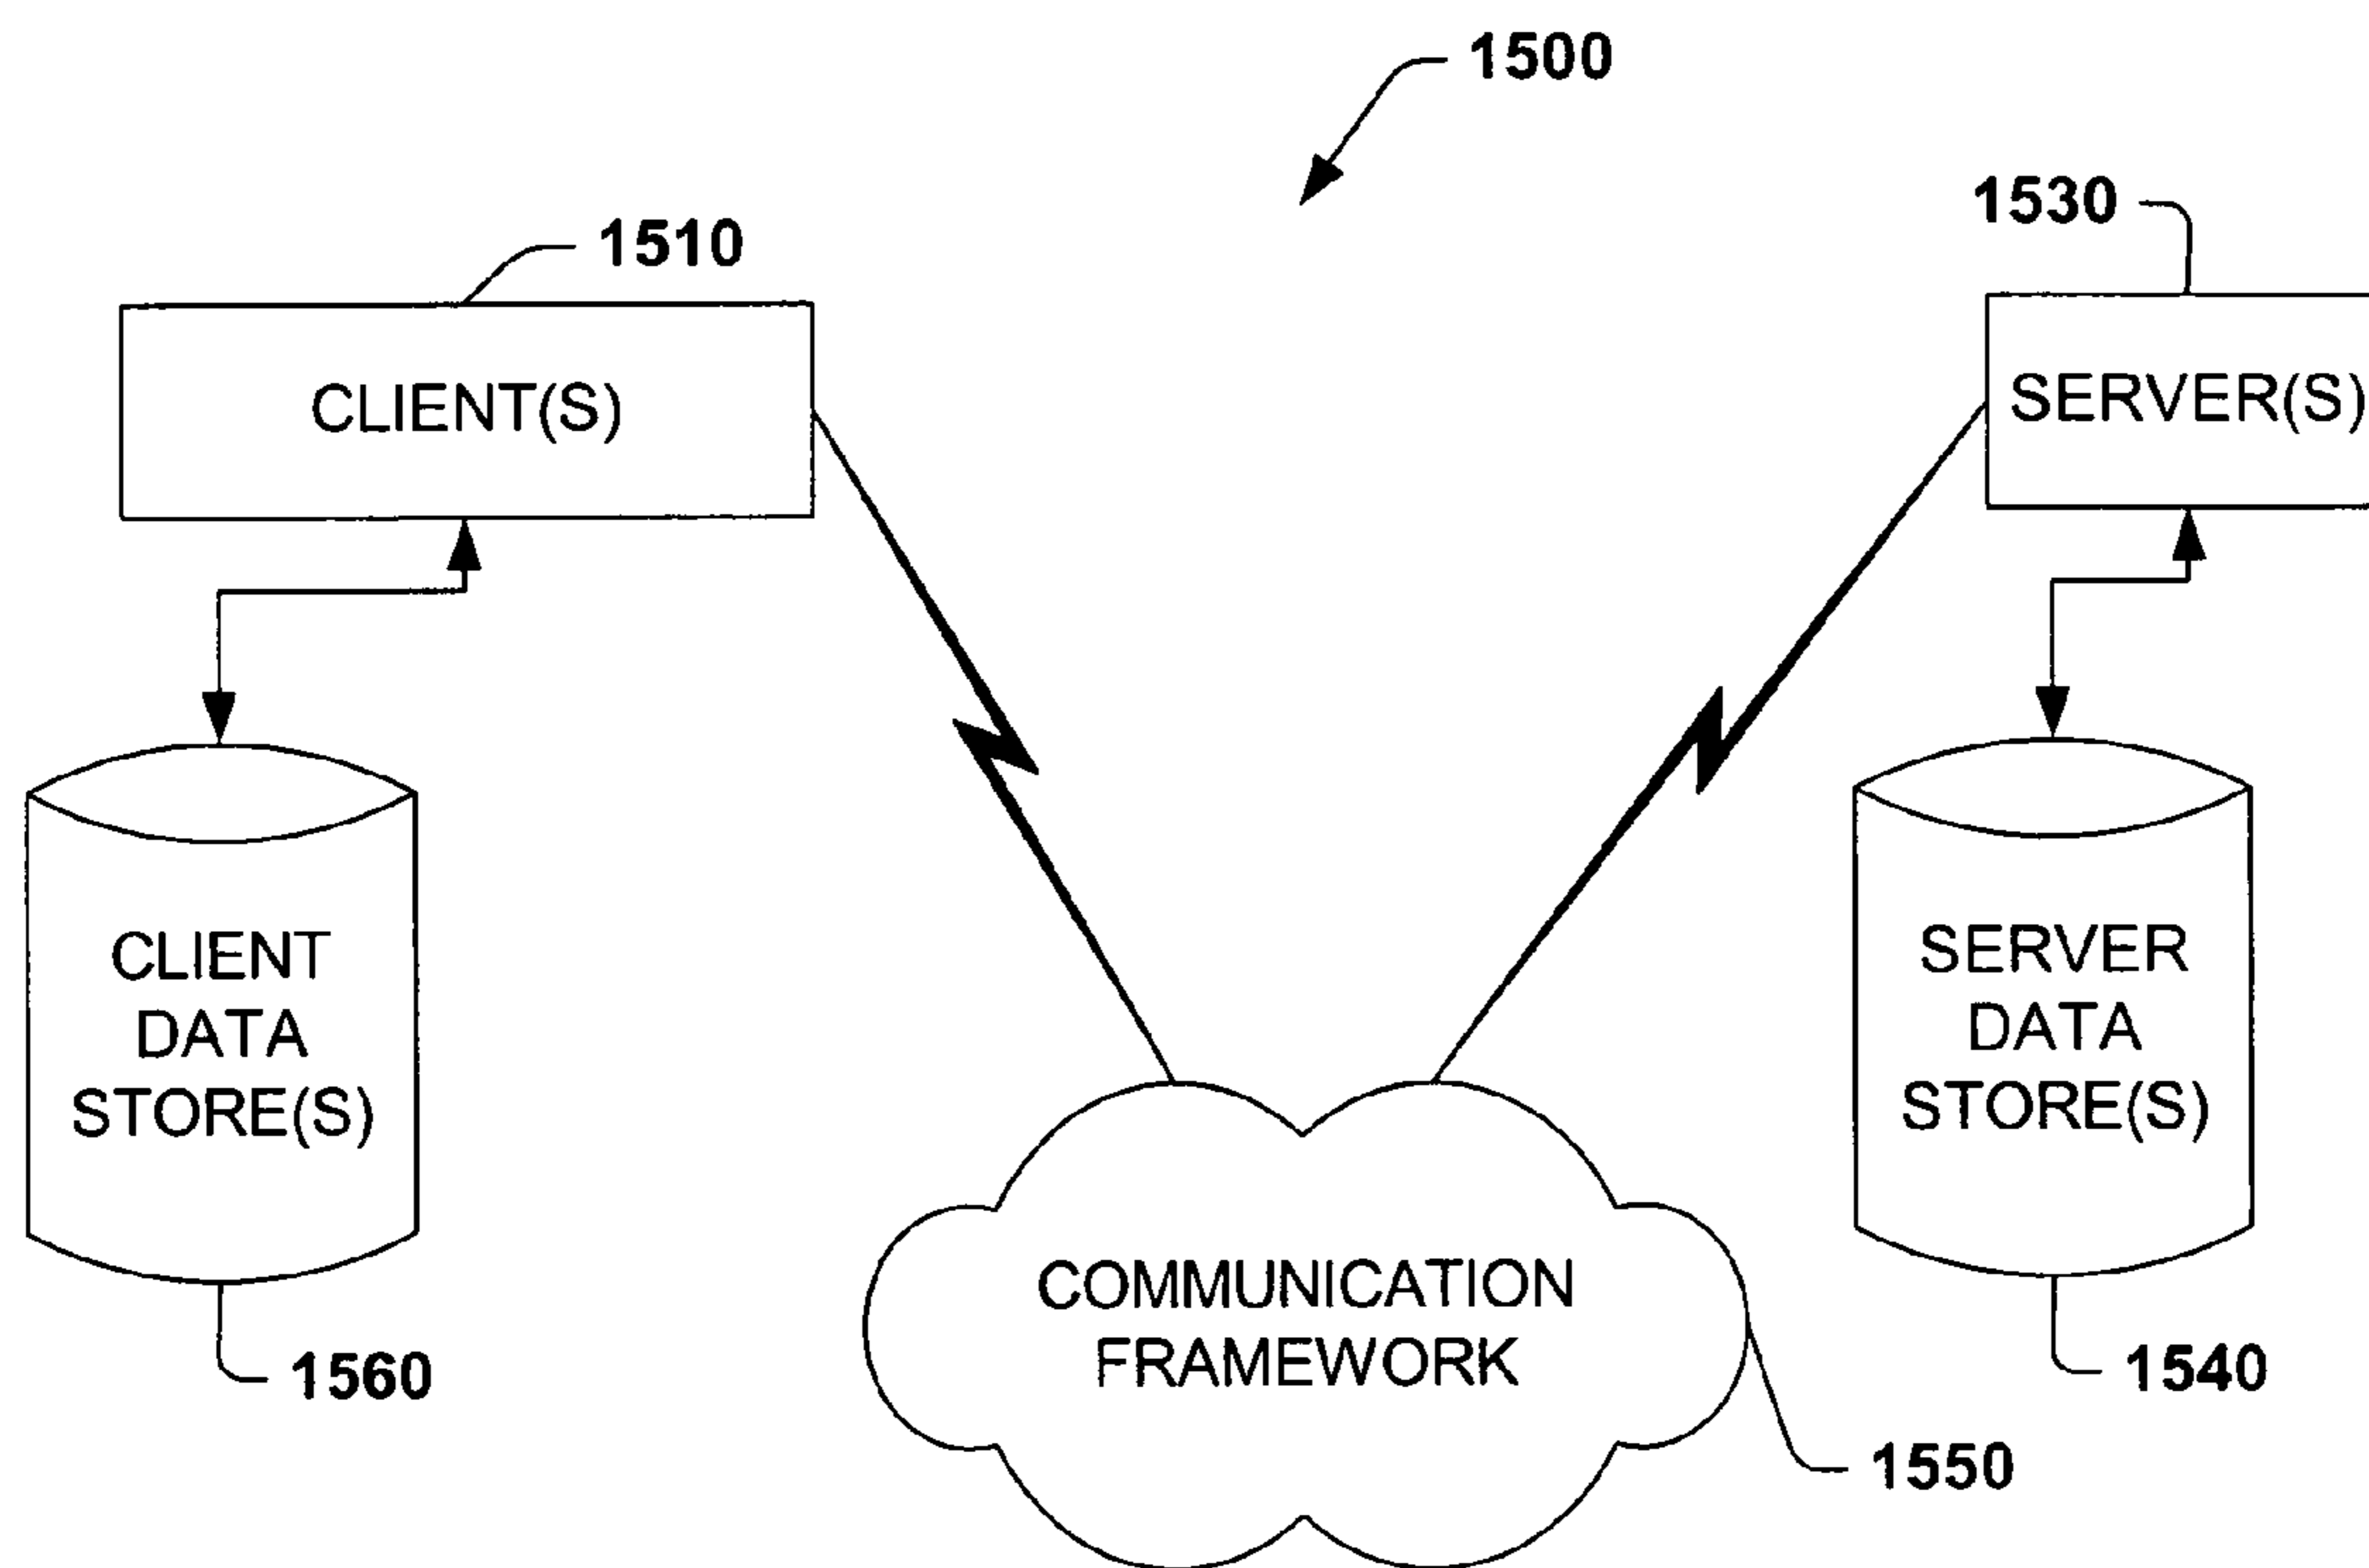 1500
1530
1510
CLIENT(S)
SERVER(S)
CLIENT
DATA
STORE(S)
SERVER
DATA
STORE(S)
COMMUNICATION
FRAMEWORK
1560
1540
1550